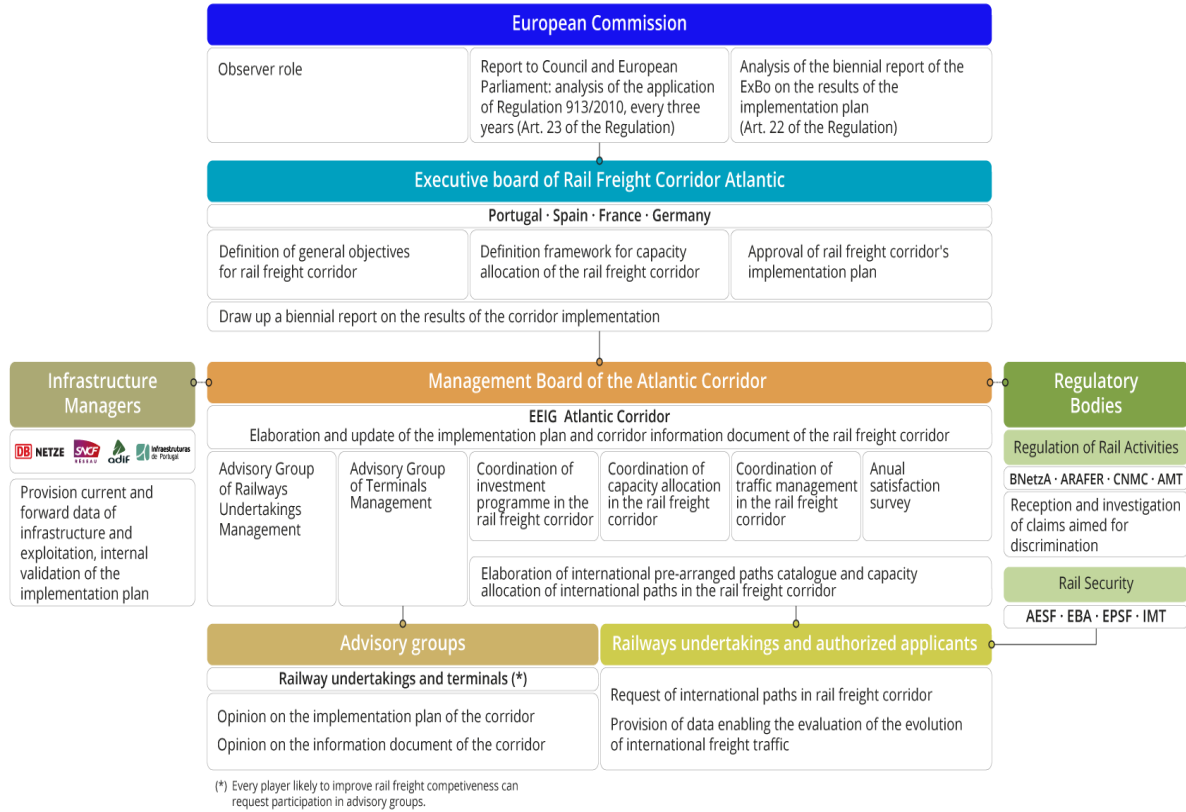 European Commission
Observer role
Report to Council and European
Parliament: analysis of the application
of Regulation 913/2010, every three
years (Art. 23 of the Regulation)
Analysis of the biennial report of the
ExBo on the results of the
implementation plan
(Art. 22 of the Regulation)
Executive board of Rail Freight Corridor Atlantic
Portugal · Spain · France · Germany
Definition of general objectives
for rail freight corridor
Definition framework for capacity
allocation of the rail freight corridor
Approval of rail freight corridor's
implementation plan
Draw up a biennial report on the results of the corridor implementation
Infrastructure
Managers
DB NETZE
SNCF
RÉSEAU
adif
Infraestruturas
de Portugal
Provision current and
forward data of
infrastructure and
exploitation, internal
validation of the
implementation plan
Management Board of the Atlantic Corridor
EEIG Atlantic Corridor
Elaboration and update of the implementation plan and corridor information document of the rail freight corridor
Advisory Group
of Railways
Undertakings
Management
Advisory Group
of Terminals
Management
Coordination of
investment
programme in the
rail freight corridor
Coordination of
capacity allocation
in the rail freight
corridor
Coordination of
traffic management
in the rail freight
corridor
Anual
satisfaction
survey
Elaboration of international pre-arranged paths catalogue and capacity
allocation of international paths in the rail freight corridor
Regulatory
Bodies
Regulation of Rail Activities
BNetzA · ARAFER · CNMC · AMT
Reception and investigation
of claims aimed for
discrimination
Rail Security
AESF · EBA · EPSF · IMT
Advisory groups
Railway undertakings and terminals (*)
Opinion on the implementation plan of the corridor
Opinion on the information document of the corridor
Railways undertakings and authorized applicants
Request of international paths in rail freight corridor
Provision of data enabling the evaluation of the evolution
of international freight traffic
(*) Every player likely to improve rail freight competiveness can
request participation in advisory groups.